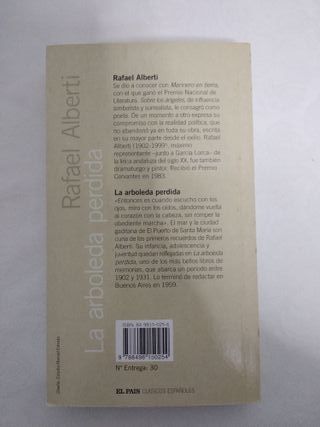 Rafael Alberti
La arboleda perdida
Rafael Alberti
Se dio a conocer con Marinero en tierra,
con el que ganó el Premio Nacional de
Literatura. Sobre los ángeles, de influencia
simbolista y surrealista, le consagró como
poeta. De un momento a otro expresa su
compromiso con la realidad política, que
no abandonó ya en toda su obra, escrita
en su mayor parte desde el exilio. Rafael
Alberti (1902-1999), máximo
representante -junto a García Lorca- de
la lírica andaluza del siglo XX, fue también
dramaturgo y pintor. Recibió el Premio
Cervantes en 1983.
La arboleda perdida
«Entonces es cuando escucho con los
ojos, miro con los oídos, dándome vuelta
al corazón con la cabeza, sin romper la
obediente marcha». El mar y la ciudad
gaditana de El Puerto de Santa María son
cuna de los primeros recuerdos de Rafael
Alberti. Su infancia, adolescencia y
juventud quedan reflejadas en La arboleda
perdida, uno de los más bellos libros de
memorias, que abarca un periodo entre
1902 y 1931. Lo terminó de redactar en
Buenos Aires en 1959.
9 788498 150254
Nº Entrega: 30
EL PAIS CLASICOS ESPAÑOLES